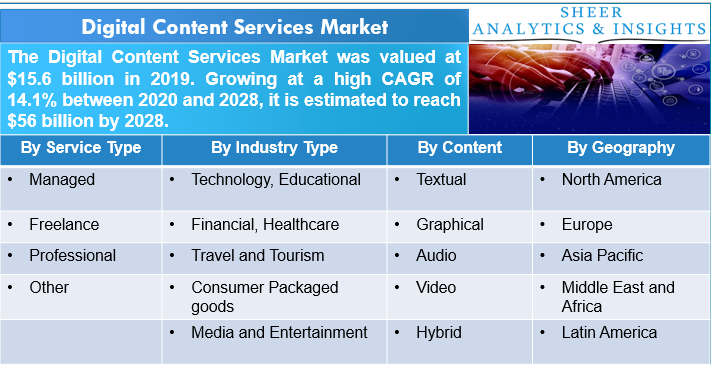 Digital Content Services Market
SHEER
ANALYTICS & INSIGHTS
The Digital Content Services Market was valued at
$15.6 billion in 2019. Growing at a high CAGR of
14.1% between 2020 and 2028, it is estimated to reach
$56 billion by 2028.
By Service Type By Industry Type By Content By Geography
• Managed • Technology, Educational • Textual • North America
• Freelance • Financial, Healthcare • Graphical • Europe
• Professional • Travel and Tourism • Audio • Asia Pacific
• Other • Consumer Packaged • Video • Middle East and
goods Africa
• Media and Entertainment • Hybrid • Latin America